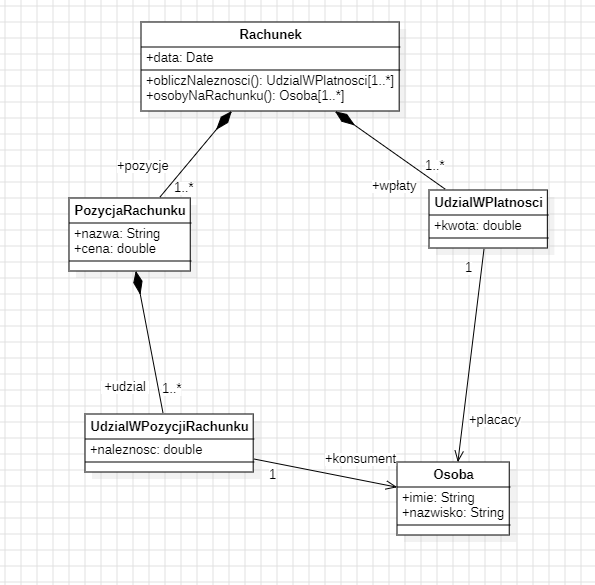 Rachunek
+data: Date
+obliczNaleznosci(): UdzialWPlatnosci[1..*]
+osobyNaRachunku(): Osoba[1..*]
+pozycje
1..*
1..*
+wpłaty
PozycjaRachunku
+nazwa: String
+cena: double
UdzialWPlatnosci
+kwota: double
1
+udzial
1..*
UdzialWPozycjiRachunku
+naleznosc: double
1
+konsument
+placacy
Osoba
+imie: String
+nazwisko: String